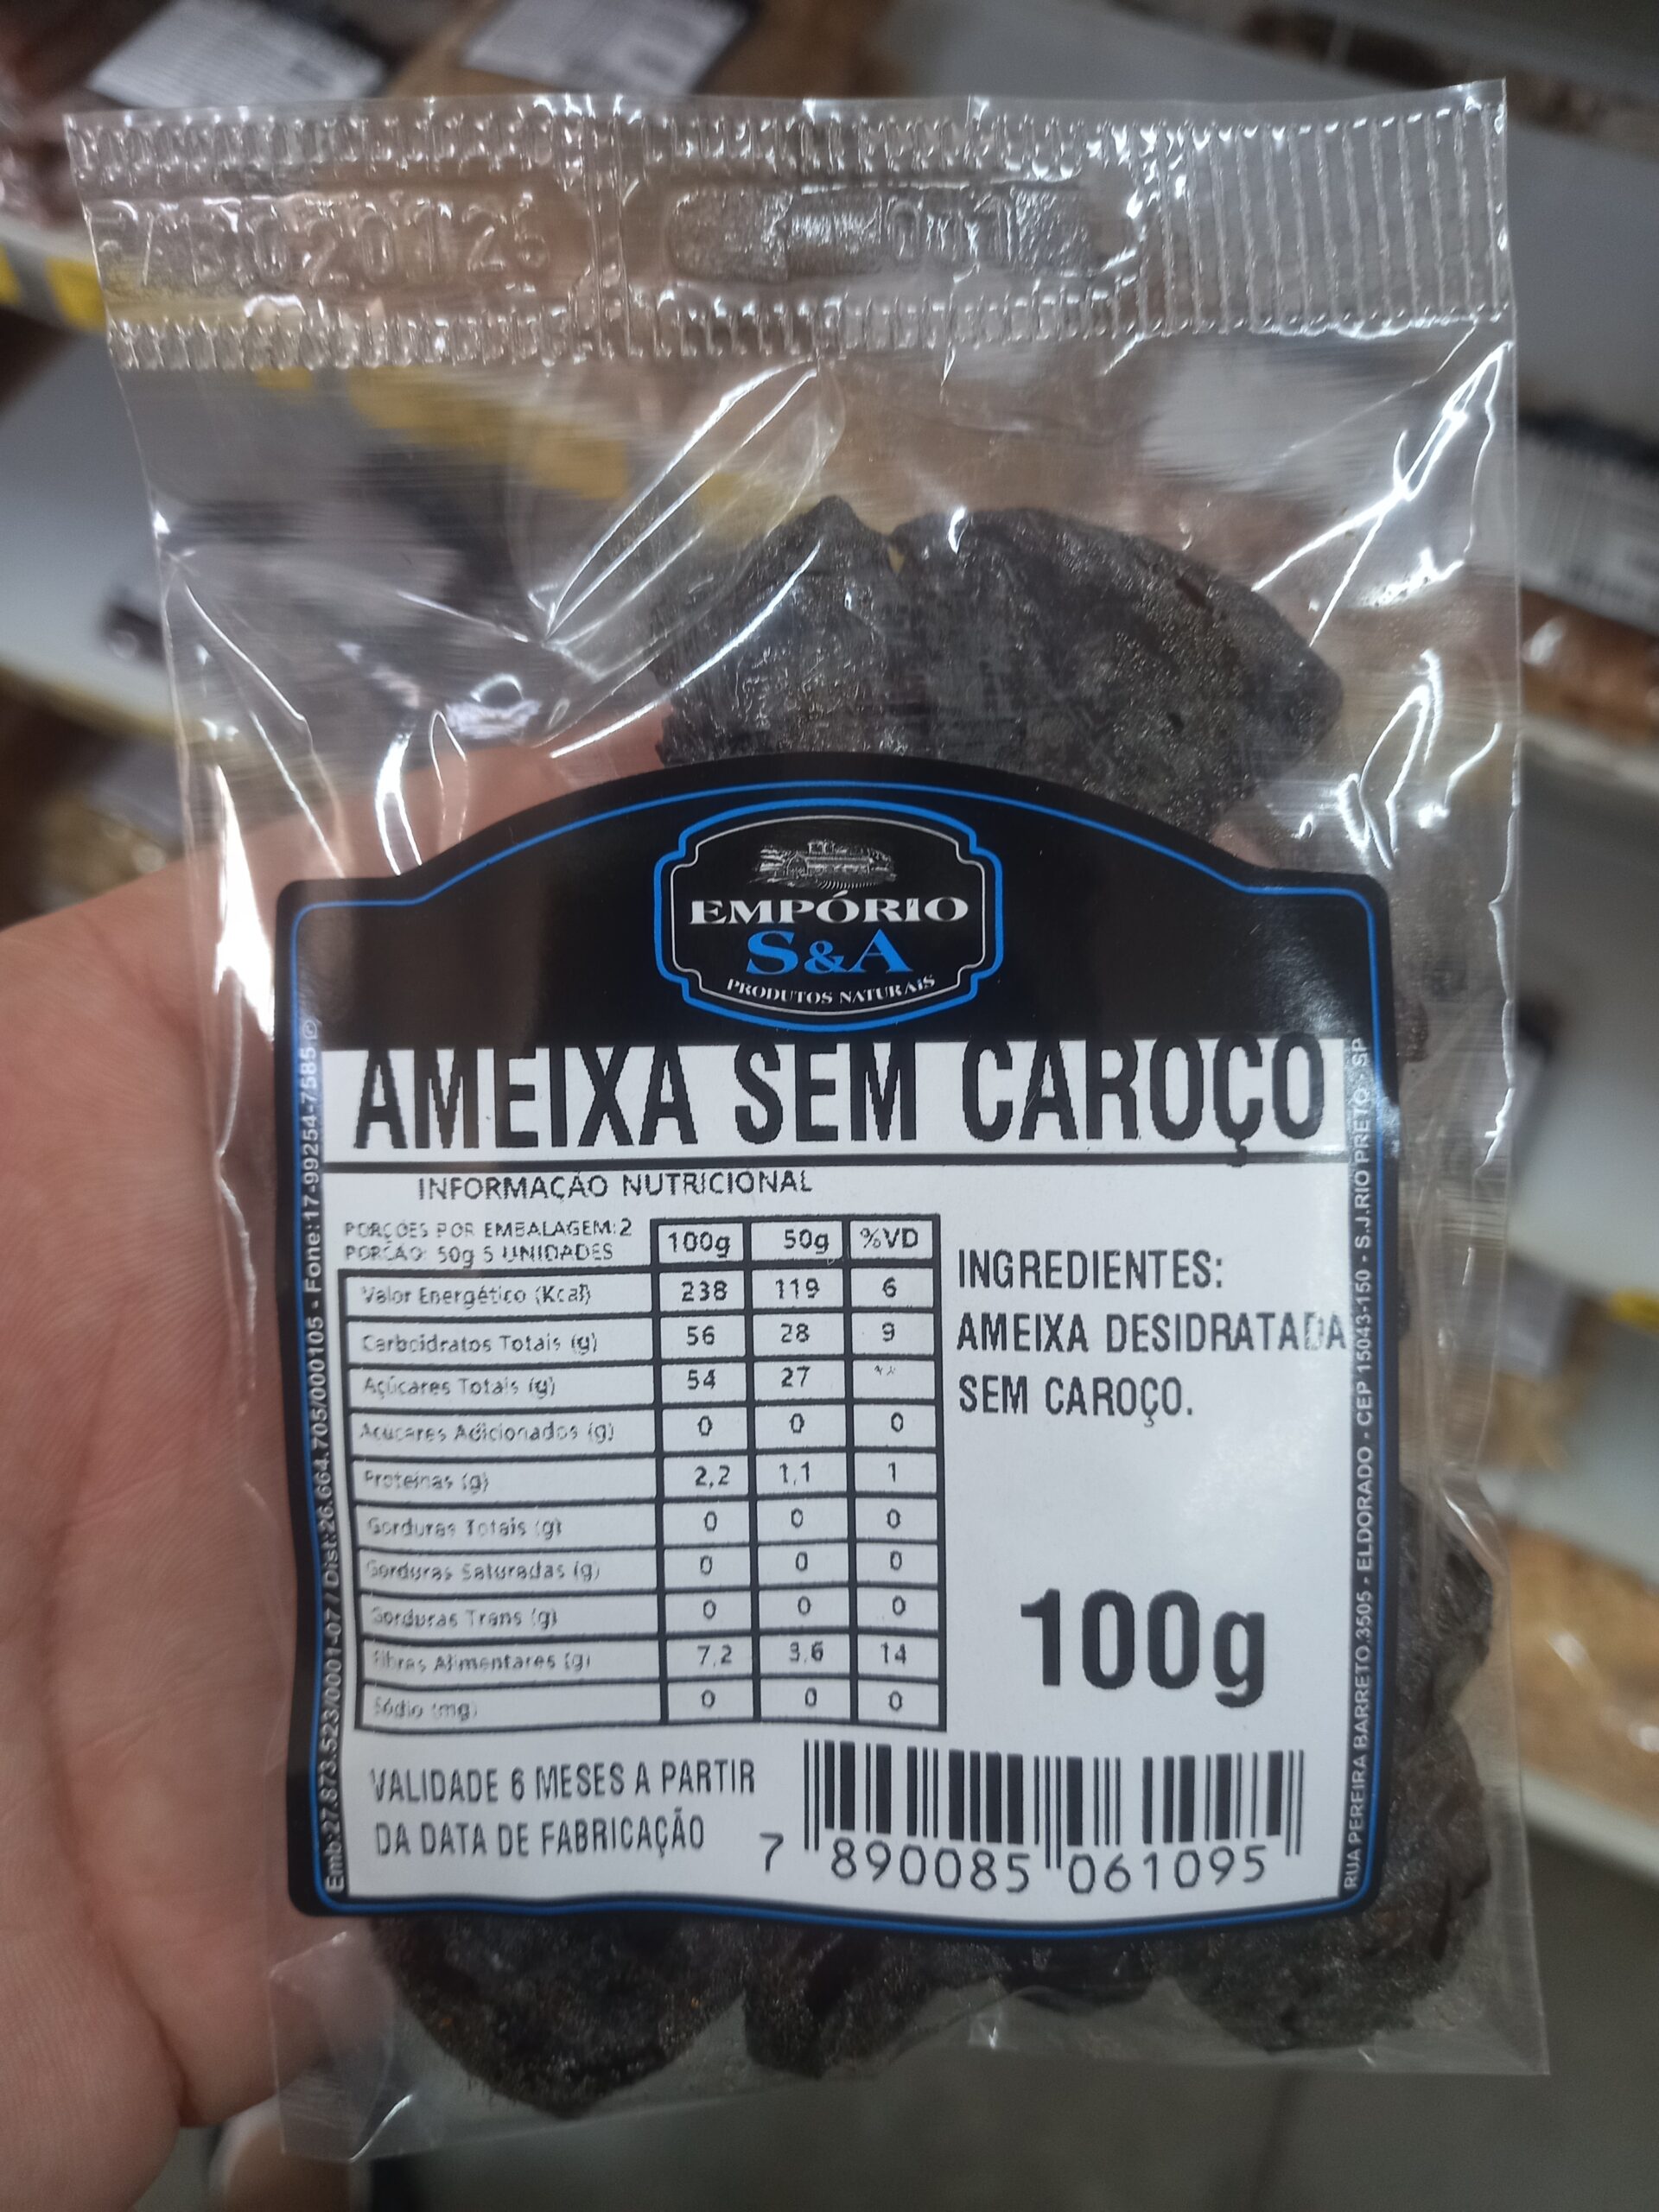 FAB.020126
001
EMPÓRIO
S&A
PRODUTOS NATURAIS
AMEIXA SEM CAROÇO
INFORMAÇÃO NUTRICIONAL
PORÇÕES POR EMBALAGEM:2
PORÇÃO: 50g 5 UNIDADES
100g 50g %VD
Valor Energético (Kcal) 238 119 6
Carboidratos Totais (g) 56 28 9
Açúcares Totais (g) 54 27 **
Acucares Adicionados (g) 0 0 0
Proteinas (g) 2,2 1,1 1
Gorduras Totais (g) 0 0 0
Gorduras Saturadas (g) 0 0 0
Gorduras Trans (g) 0 0 0
Fibras Alimentares (g) 7,2 3,6 14
Sódio (mg) 0 0 0
INGREDIENTES:
AMEIXA DESIDRATADA
SEM CAROÇO.
100g
VALIDADE 6 MESES A PARTIR
DA DATA DE FABRICAÇÃO
7 890085 061095
Emb:27.873.523/0001-07 / Dist:26.664.705/000105 - Fone:17-99254-7585
RUA PEREIRA BARRETO.3505 - ELDORADO - CEP 15043-150 - S.J.RIO PRETO - SP